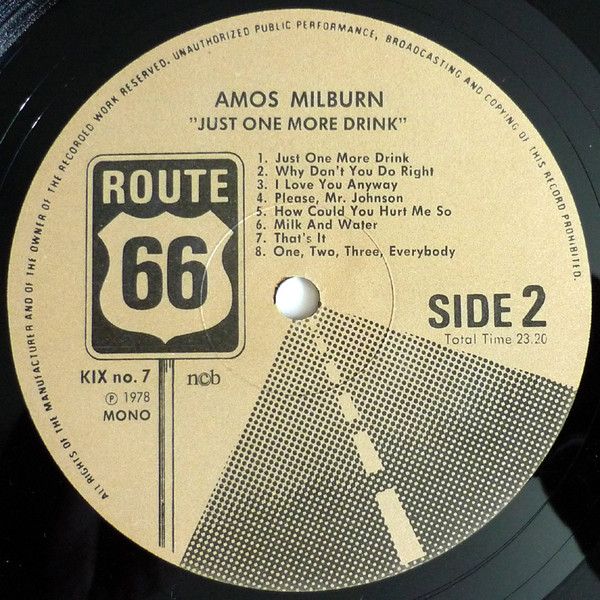 ALL RIGHTS OF THE MANUFACTURER AND OF THE OWNER OF THE RECORDED WORK RESERVED. UNAUTHORIZED PUBLIC PERFORMANCE, BROADCASTING AND COPYING OF THIS RECORD PROHIBITED.
AMOS MILBURN
"JUST ONE MORE DRINK"
1. Just One More Drink
2. Why Don't You Do Right
3. I Love You Anyway
4. Please, Mr. Johnson
5. How Could You Hurt Me So
6. Milk And Water
7. That's It
8. One, Two, Three, Everybody
ROUTE
66
SIDE 2
Total Time 23.20
KIX no. 7
ncb
℗ 1978
MONO